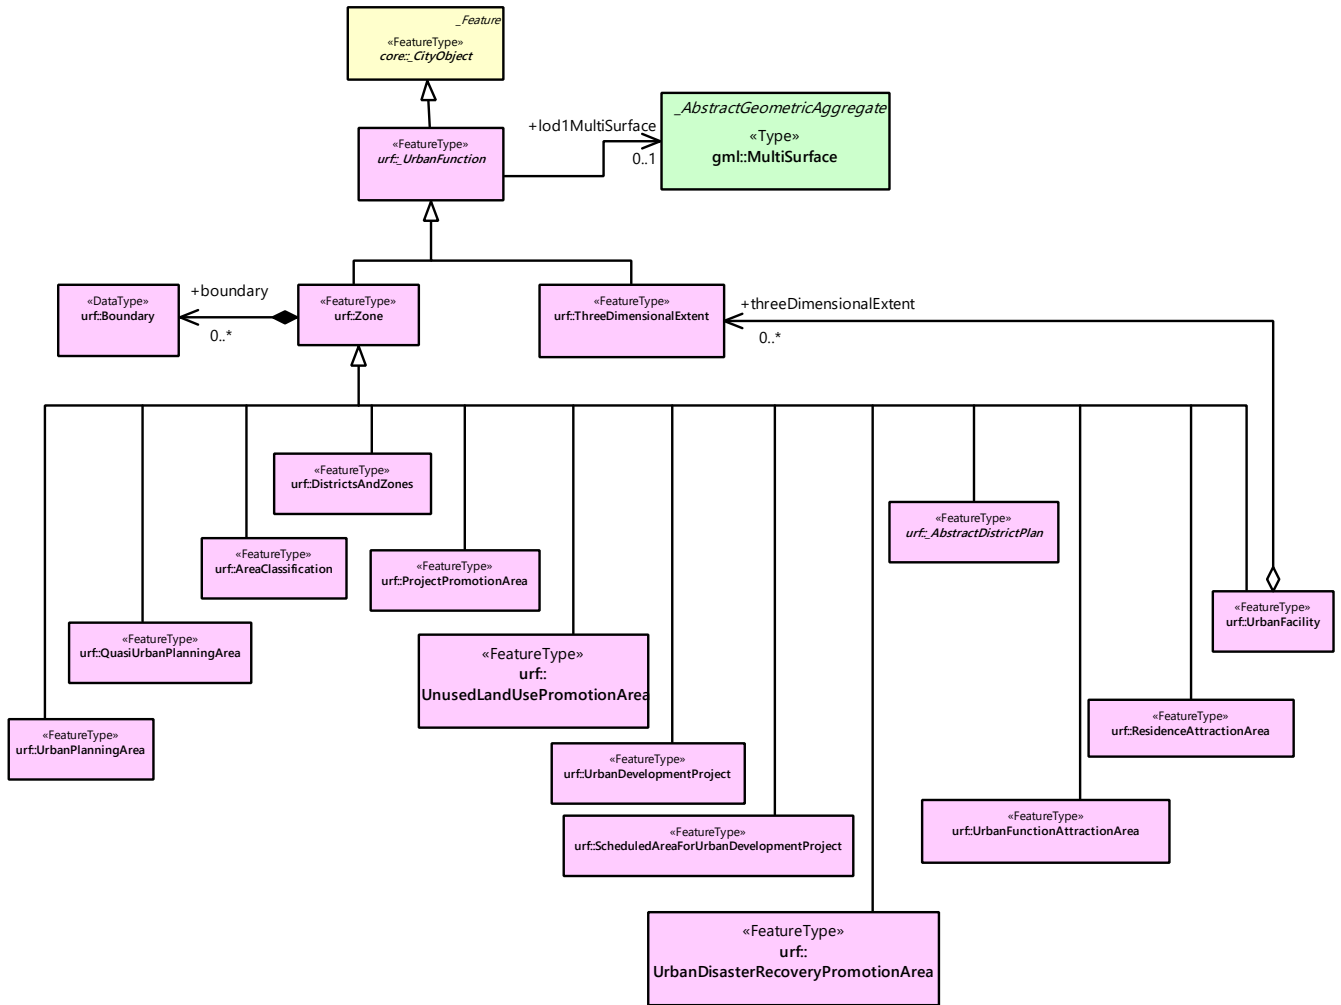 _Feature
«FeatureType»
core::_CityObject
«FeatureType»
urf::_UrbanFunction
+lod1MultiSurface
0..1
_AbstractGeometricAggregate
«Type»
gml::MultiSurface
«DataType»
urf::Boundary
+boundary
0..*
«FeatureType»
urf::Zone
«FeatureType»
urf::ThreeDimensionalExtent
+threeDimensionalExtent
0..*
«FeatureType»
urf::DistrictsAndZones
«FeatureType»
urf::_AbstractDistrictPlan
«FeatureType»
urf::AreaClassification
«FeatureType»
urf::ProjectPromotionArea
«FeatureType»
urf::UrbanFacility
«FeatureType»
urf::QuasiUrbanPlanningArea
«FeatureType»
urf::
UnusedLandUsePromotionArea
«FeatureType»
urf::ResidenceAttractionArea
«FeatureType»
urf::UrbanPlanningArea
«FeatureType»
urf::UrbanDevelopmentProject
«FeatureType»
urf::UrbanFunctionAttractionArea
«FeatureType»
urf::ScheduledAreaForUrbanDevelopmentProject
«FeatureType»
urf::
UrbanDisasterRecoveryPromotionArea